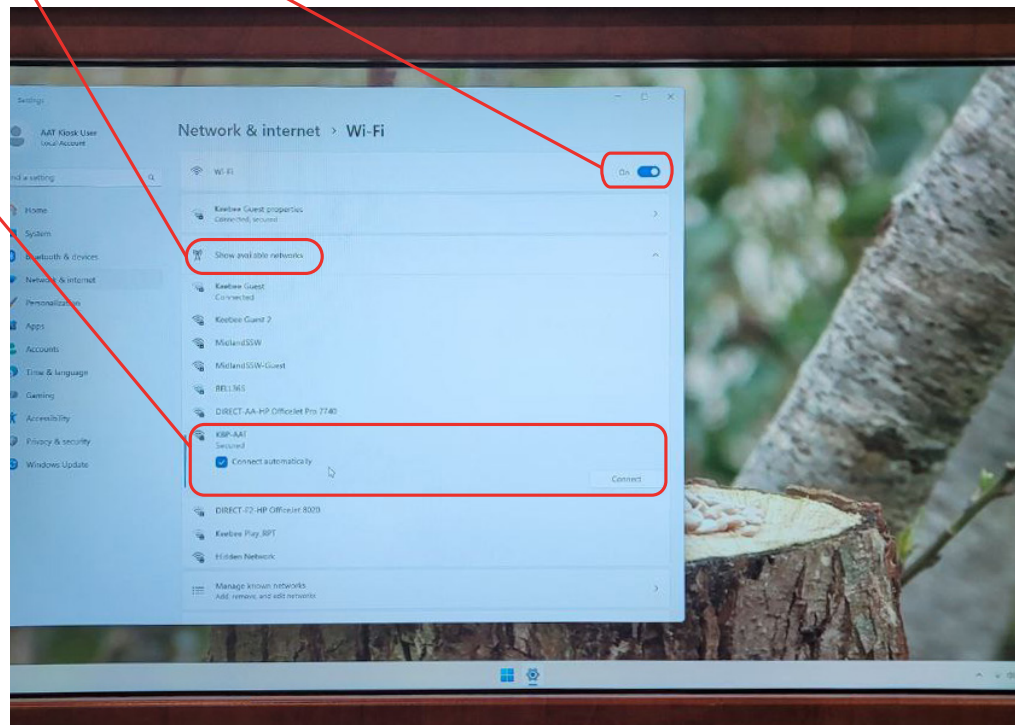 Settings
AAT Kiosk User
Local Account
Find a setting
Home
System
Bluetooth & devices
Network & internet
Personalization
Apps
Accounts
Time & language
Gaming
Accessibility
Privacy & security
Windows Update
Network & internet > Wi-Fi
Wi-Fi
On
Keebee Guest properties
Connected, secured
Show available networks
Keebee Guest
Connected
Keebee Guest 2
MidlandSSW
MidlandSSW-Guest
BELL365
DIRECT-AA-HP OfficeJet Pro 7740
KBP-AAT
Secured
Connect automatically
Connect
DIRECT-F2-HP OfficeJet 8020
Keebee Play_RPT
Hidden Network
Manage known networks
Add, remove, and edit networks